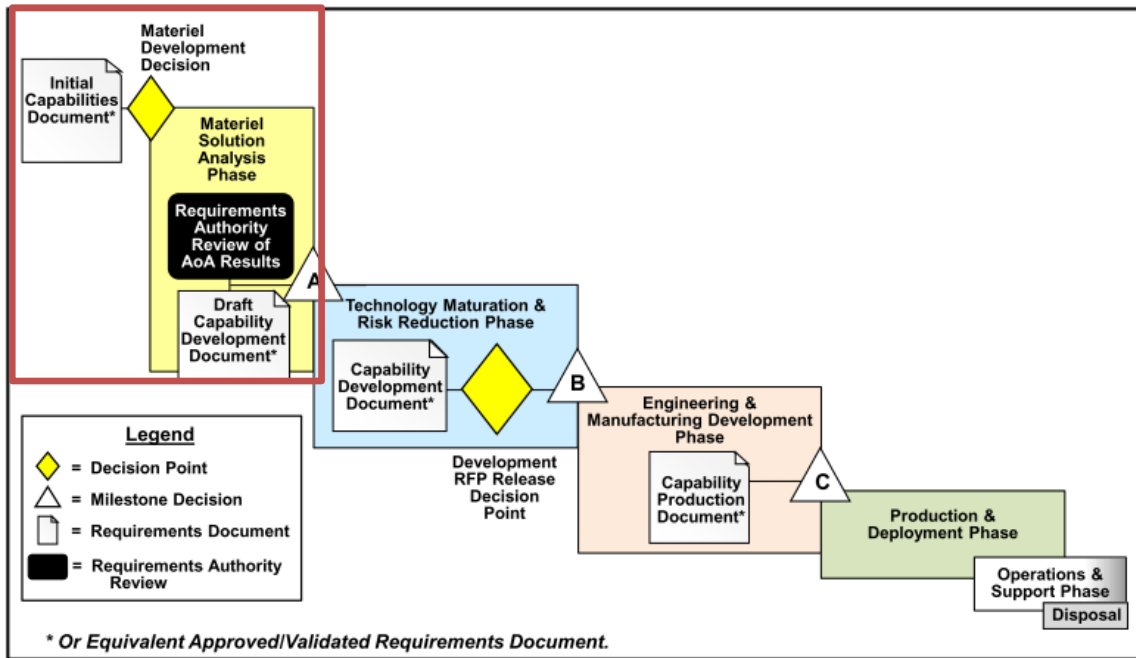 Materiel
Development
Decision
Initial
Capabilities
Document*
Materiel
Solution
Analysis
Phase
Requirements
Authority
Review of
AoA Results
A
Draft
Capability
Development
Document*
Technology Maturation &
Risk Reduction Phase
Capability
Development
Document*
B
Development
RFP Release
Decision
Point
Engineering &
Manufacturing Development
Phase
Capability
Production
Document*
C
Production &
Deployment Phase
Operations &
Support Phase
Disposal
Legend
= Decision Point
= Milestone Decision
= Requirements Document
= Requirements Authority
Review
* Or Equivalent Approved/Validated Requirements Document.